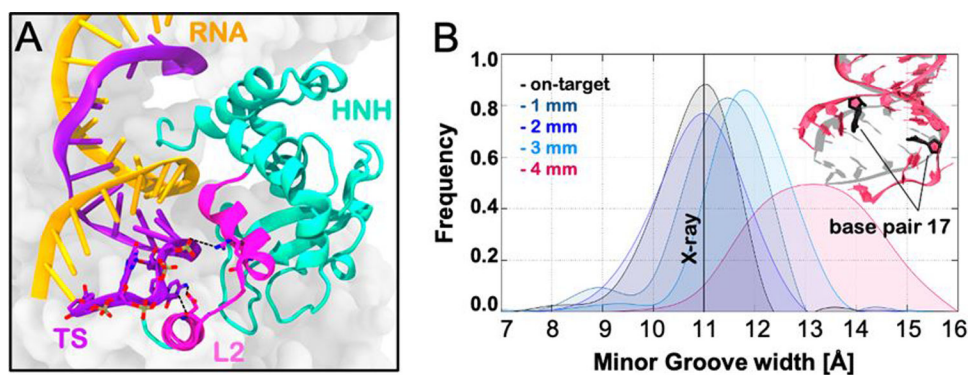 A
RNA
HNH
TS
L2
B
Frequency
1.0
0.8
0.6
0.4
0.2
0.0
- on-target
- 1 mm
- 2 mm
- 3 mm
- 4 mm
X-ray
base pair 17
7 8 9 10 11 12 13 14 15 16
Minor Groove width [Å]